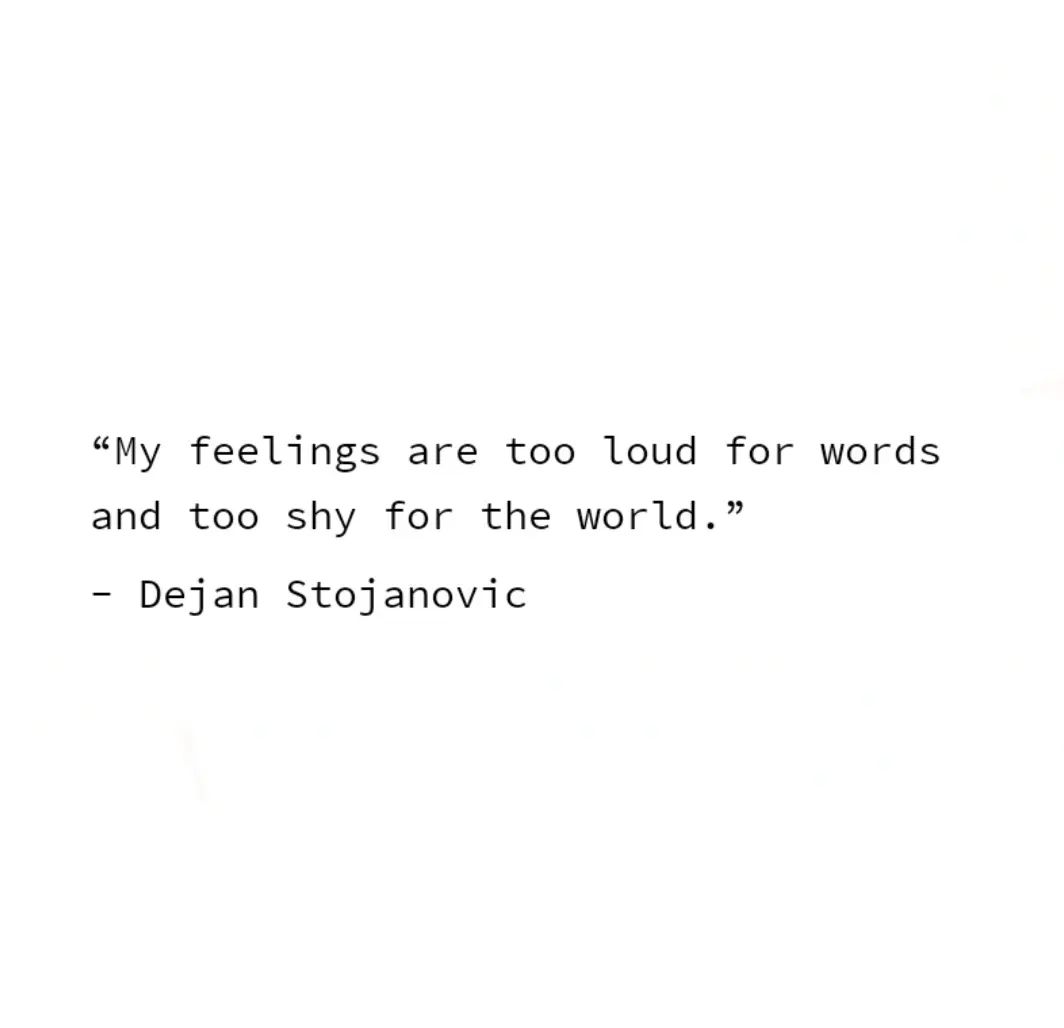 “My feelings are too loud for words
and too shy for the world.”
– Dejan Stojanovic